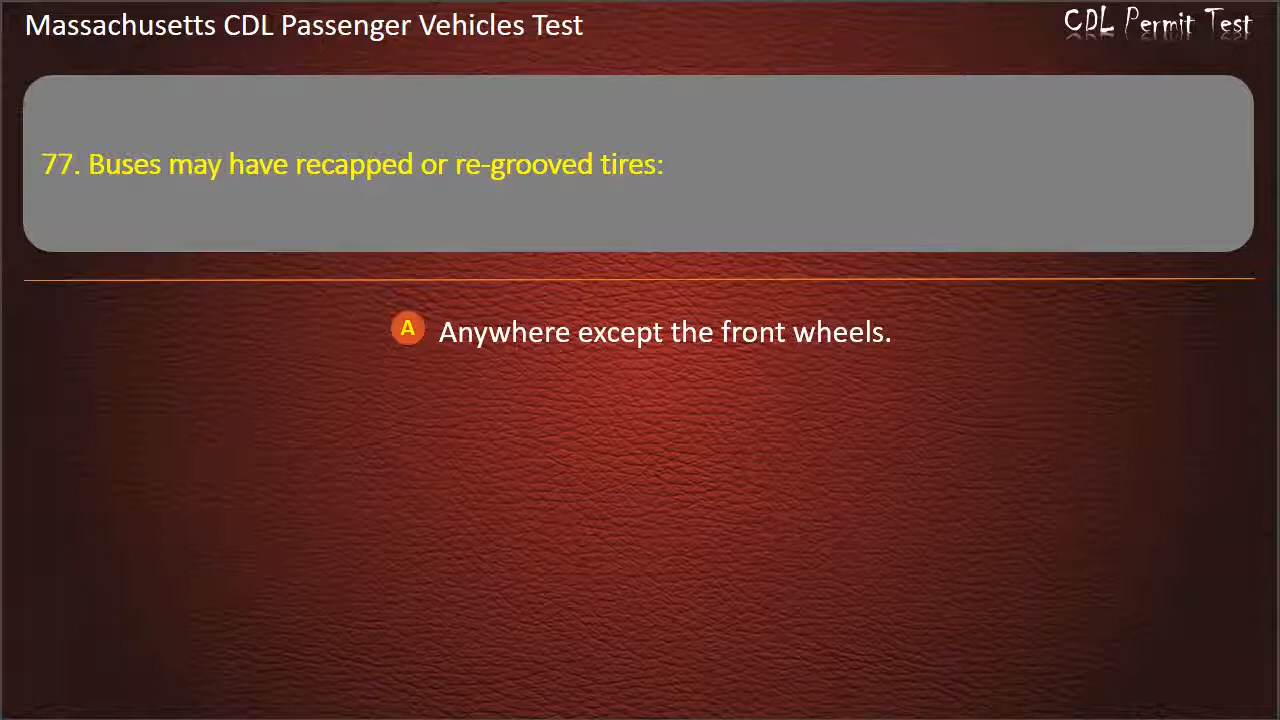 Massachusetts CDL Passenger Vehicles Test
CDL Permit Test
77. Buses may have recapped or re-grooved tires:
A Anywhere except the front wheels.